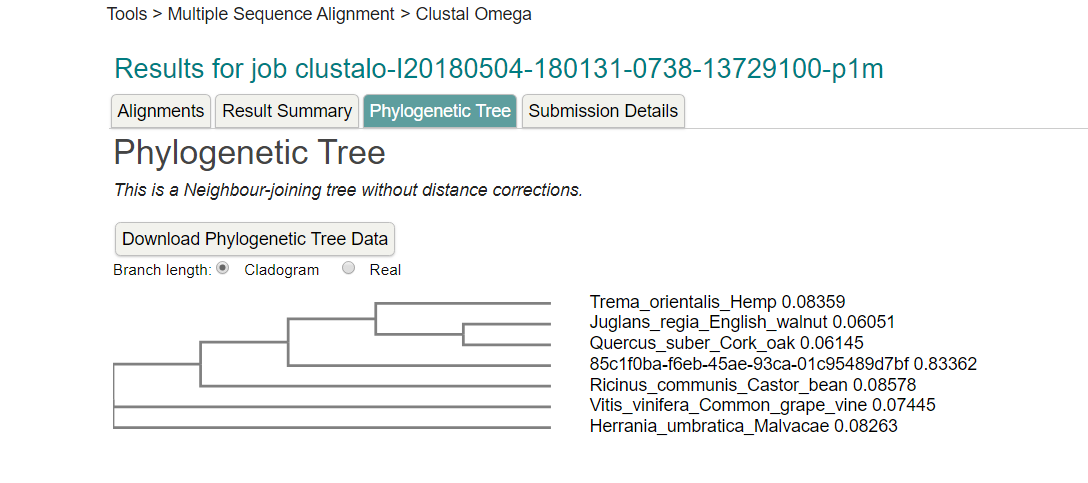 Tools > Multiple Sequence Alignment > Clustal Omega
Results for job clustalo-I20180504-180131-0738-13729100-p1m
Alignments Result Summary Phylogenetic Tree Submission Details
Phylogenetic Tree
This is a Neighbour-joining tree without distance corrections.
Download Phylogenetic Tree Data
Branch length: Cladogram Real
Trema_orientalis_Hemp 0.08359
Juglans_regia_English_walnut 0.06051
Quercus_suber_Cork_oak 0.06145
85c1f0ba-f6eb-45ae-93ca-01c95489d7bf 0.83362
Ricinus_communis_Castor_bean 0.08578
Vitis_vinifera_Common_grape_vine 0.07445
Herrania_umbratica_Malvacae 0.08263